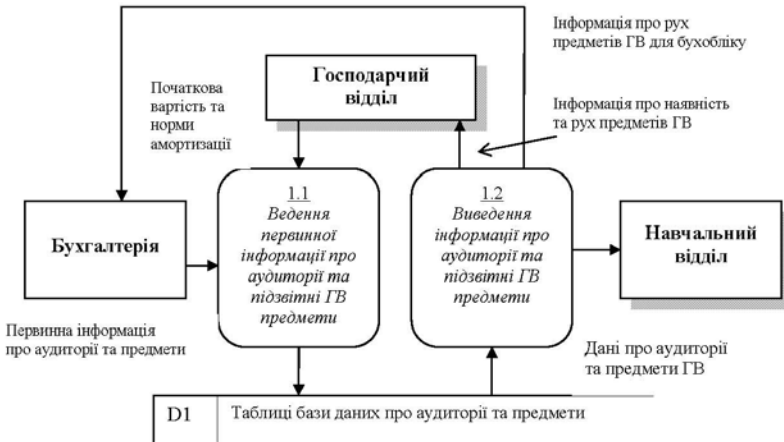 Інформація про рух
предметів ГВ для бухобліку
Господарчий
відділ
Початкова
вартість та
норми
амортизації
Інформація про наявність
та рух предметів ГВ
1.1
Ведення
первинної
інформації про
аудиторії та
підзвітні ГВ
предмети
1.2
Виведення
інформації про
аудиторії та
підзвітні ГВ
предмети
Бухгалтерія
Навчальний
відділ
Первинна інформація
про аудиторії та предмети
Дані про аудиторії
та предмети ГВ
D1
Таблиці бази даних про аудиторії та предмети